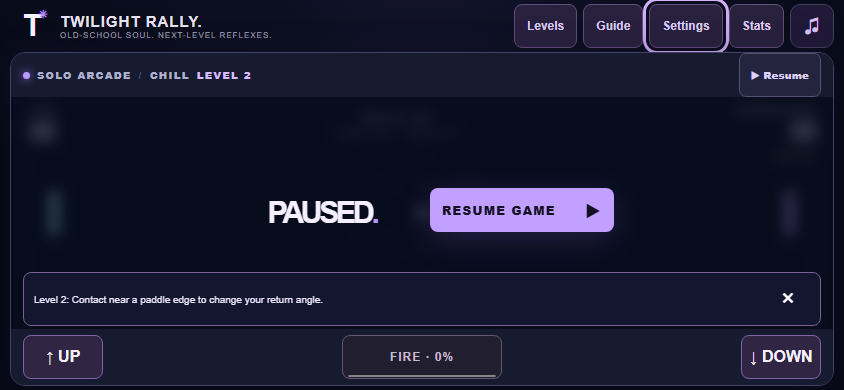 T* TWILIGHT RALLY.
OLD-SCHOOL SOUL. NEXT-LEVEL REFLEXES.
Levels
Guide
Settings
Stats
SOLO ARCADE / CHILL LEVEL 2
▶ Resume
PAUSED.
RESUME GAME ▶
Level 2: Contact near a paddle edge to change your return angle.
✕
↑ UP
FIRE · 0%
↓ DOWN